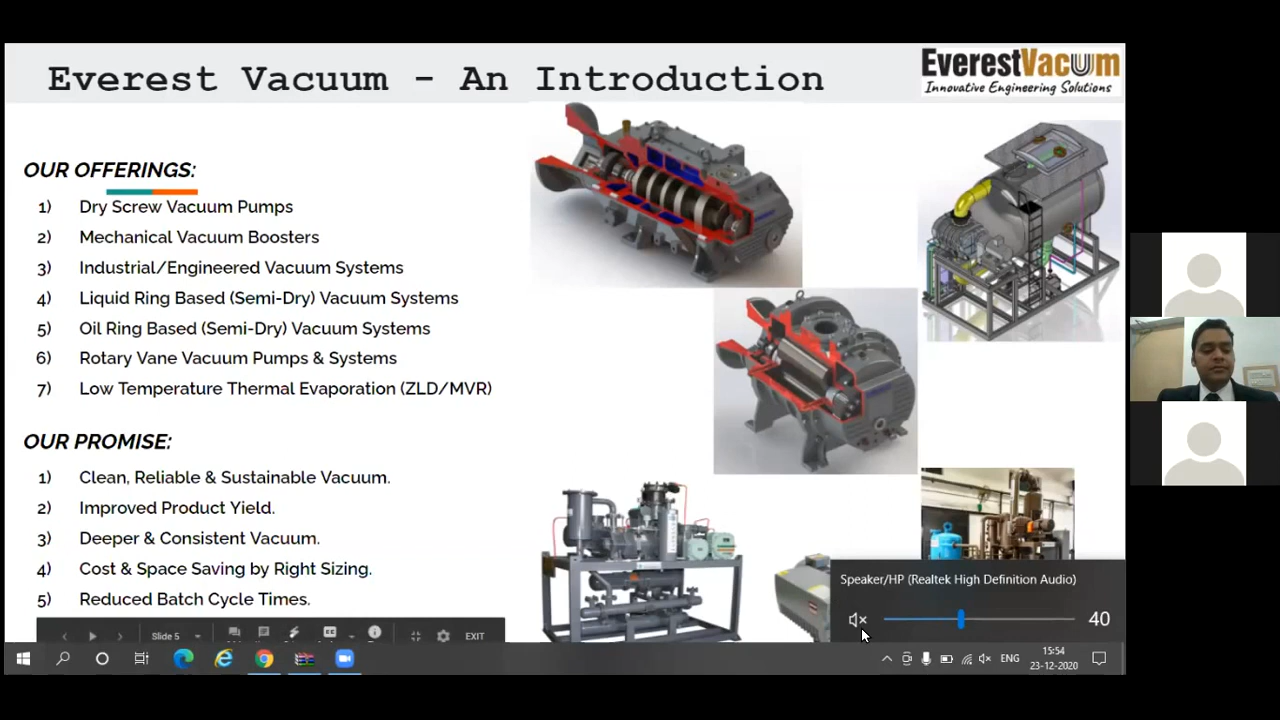 Everest Vacuum - An Introduction
EverestVacuum
Innovative Engineering Solutions
OUR OFFERINGS:
1) Dry Screw Vacuum Pumps
2) Mechanical Vacuum Boosters
3) Industrial/Engineered Vacuum Systems
4) Liquid Ring Based (Semi-Dry) Vacuum Systems
5) Oil Ring Based (Semi-Dry) Vacuum Systems
6) Rotary Vane Vacuum Pumps & Systems
7) Low Temperature Thermal Evaporation (ZLD/MVR)
OUR PROMISE:
1) Clean, Reliable & Sustainable Vacuum.
2) Improved Product Yield.
3) Deeper & Consistent Vacuum.
4) Cost & Space Saving by Right Sizing.
5) Reduced Batch Cycle Times.
Speaker/HP (Realtek High Definition Audio)
40
Slide 5
EXIT
ENG
15:54
23-12-2020